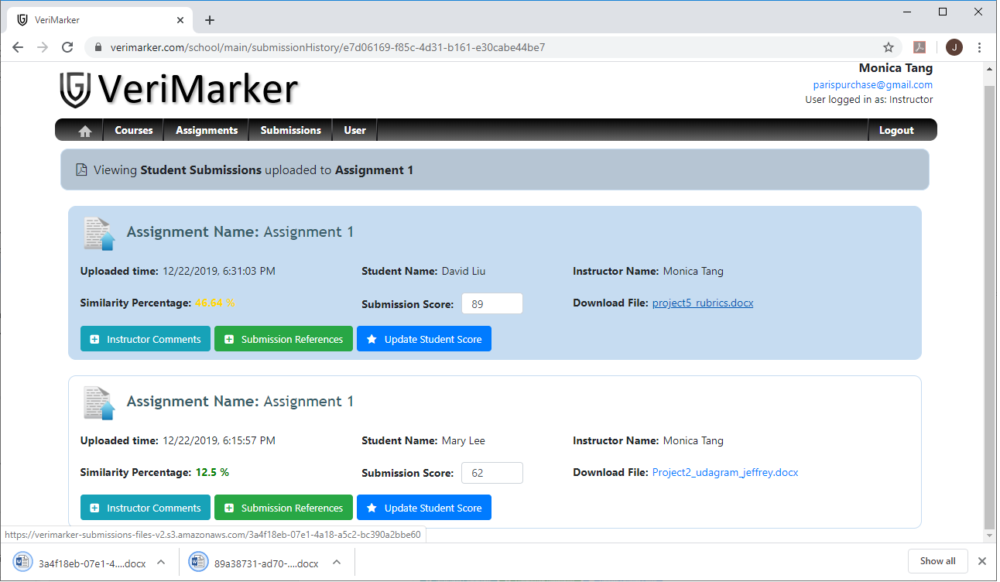 VeriMarker
verimarker.com/school/main/submissionHistory/e7d06169-f85c-4d31-b161-e30cabe44be7
J
VeriMarker
Monica Tang
parispurchase@gmail.com
User logged in as: Instructor
Courses Assignments Submissions User Logout
Viewing Student Submissions uploaded to Assignment 1
Assignment Name: Assignment 1
Uploaded time: 12/22/2019, 6:31:03 PM Student Name: David Liu Instructor Name: Monica Tang
Similarity Percentage: 46.64 % Submission Score: 89 Download File: project5_rubrics.docx
Instructor Comments Submission References Update Student Score
Assignment Name: Assignment 1
Uploaded time: 12/22/2019, 6:15:57 PM Student Name: Mary Lee Instructor Name: Monica Tang
Similarity Percentage: 12.5 % Submission Score: 62 Download File: Project2_udagram_jeffrey.docx
Instructor Comments Submission References Update Student Score
https://verimarker-submissions-files-v2.s3.amazonaws.com/3a4f18eb-07e1-4a18-a5c2-bc390a2bbe60
3a4f18eb-07e1-4....docx 89a38731-ad70-....docx Show all